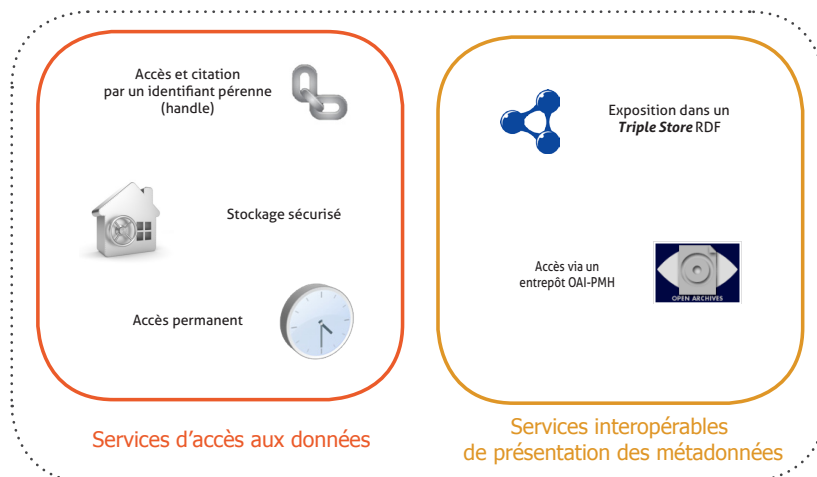 Accès et citation
par un identifiant pérenne
(handle)
Stockage sécurisé
Accès permanent
Services d'accès aux données
Exposition dans un
Triple Store RDF
Accès via un
entrepôt OAI-PMH
OPEN ARCHIVES
Services interopérables
de présentation des métadonnées